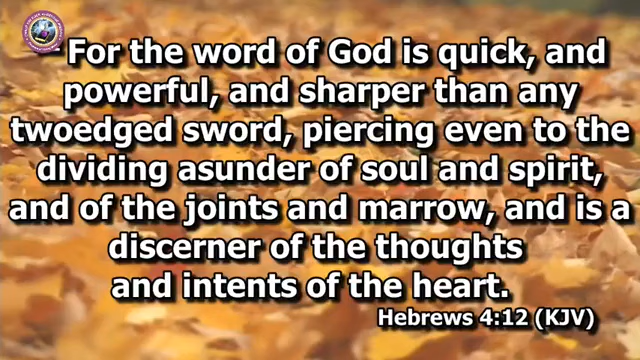 For the word of God is quick, and
powerful, and sharper than any
twoedged sword, piercing even to the
dividing asunder of soul and spirit,
and of the joints and marrow, and is a
discerner of the thoughts
and intents of the heart.
Hebrews 4:12 (KJV)